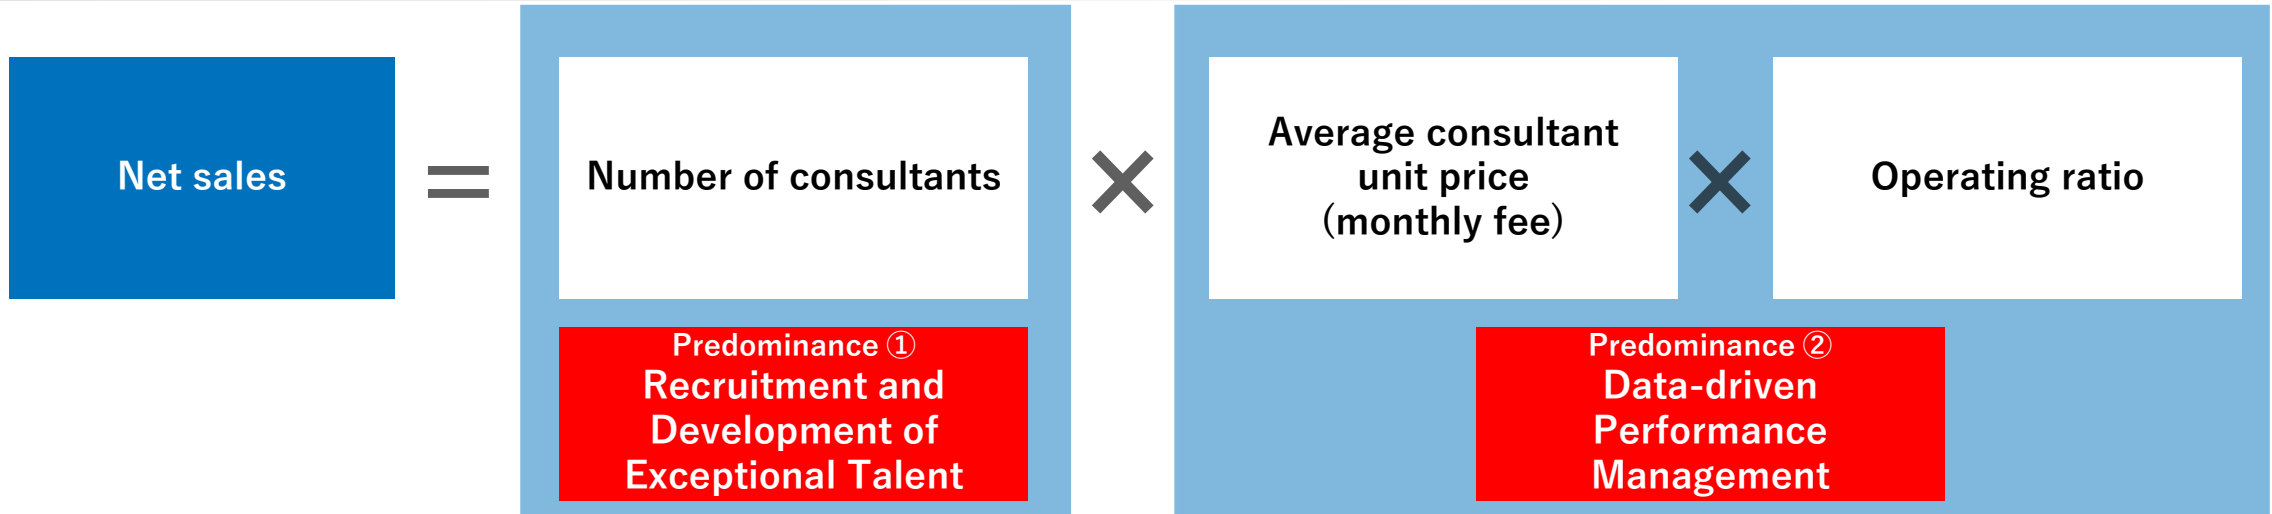 Net sales
=
Number of consultants
×
Average consultant
unit price
(monthly fee)
×
Operating ratio
Predominance ①
Recruitment and
Development of
Exceptional Talent
Predominance ②
Data-driven
Performance
Management